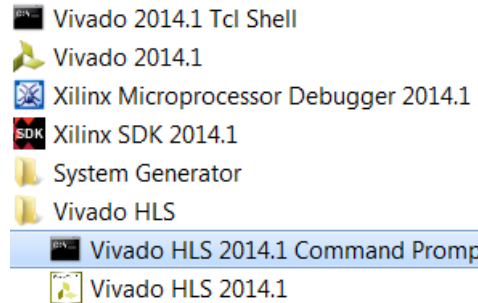 Vivado 2014.1 Tcl Shell
Vivado 2014.1
Xilinx Microprocessor Debugger 2014.1
SDK Xilinx SDK 2014.1
System Generator
Vivado HLS
Vivado HLS 2014.1 Command Promp
Vivado HLS 2014.1